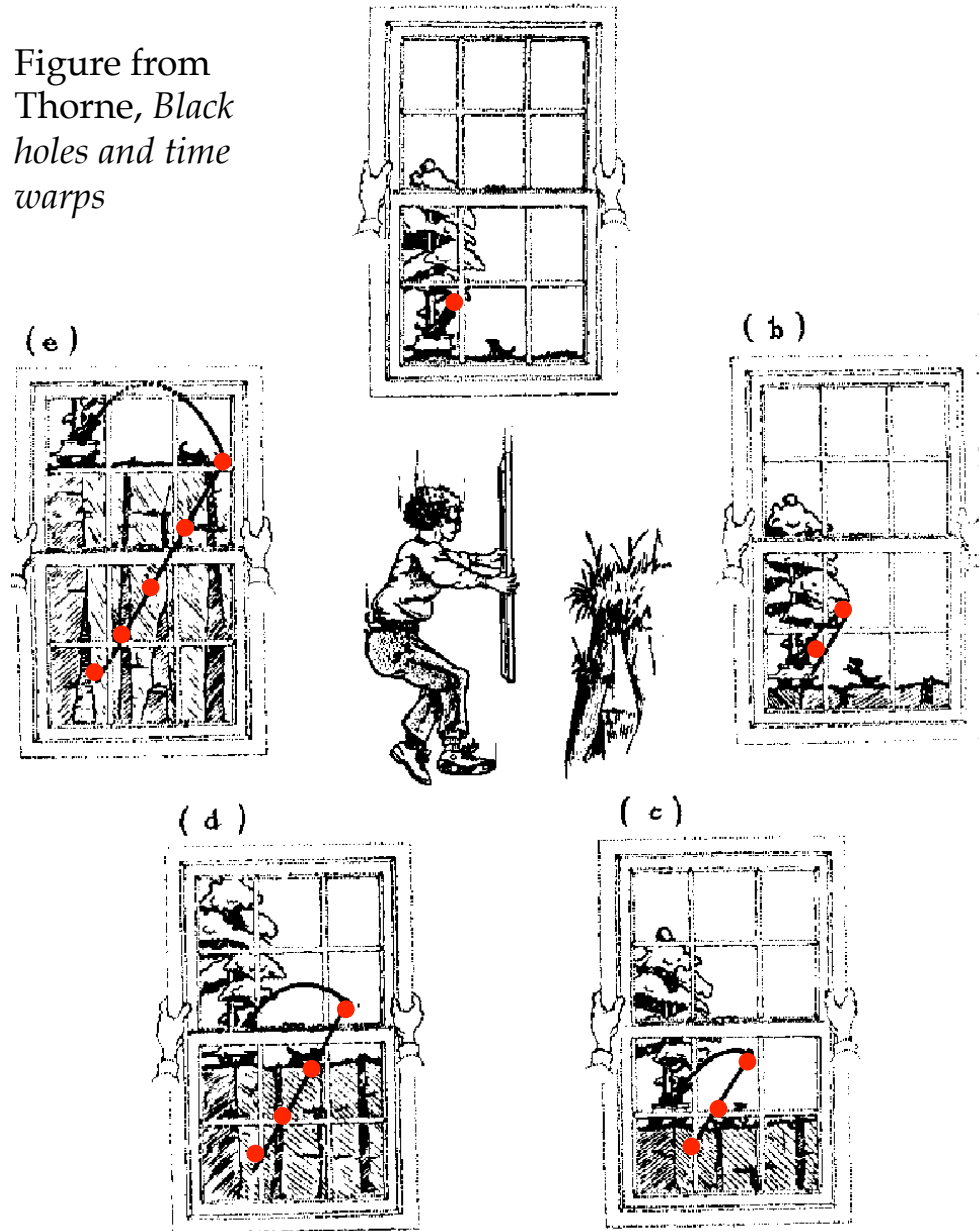 Figure from
Thorne, Black
holes and time
warps
(e)
(b)
(d)
(c)